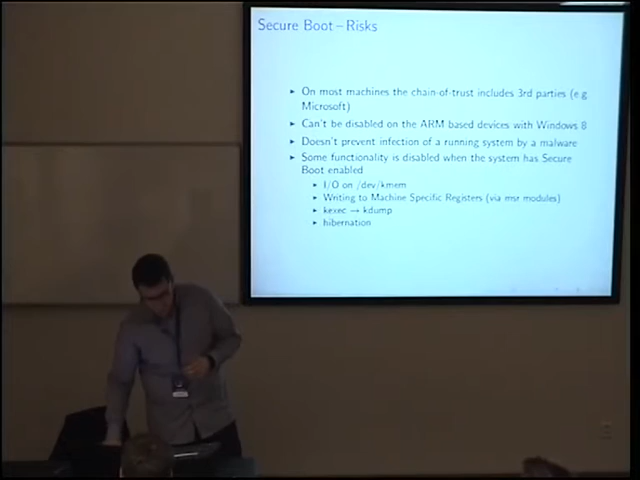 Secure Boot – Risks
► On most machines the chain-of-trust includes 3rd parties (e.g
Microsoft)
► Can't be disabled on the ARM based devices with Windows 8
► Doesn't prevent infection of a running system by a malware
► Some functionality is disabled when the system has Secure
Boot enabled
► I/O on /dev/kmem
► Writing to Machine Specific Registers (via msr modules)
► kexec → kdump
► hibernation